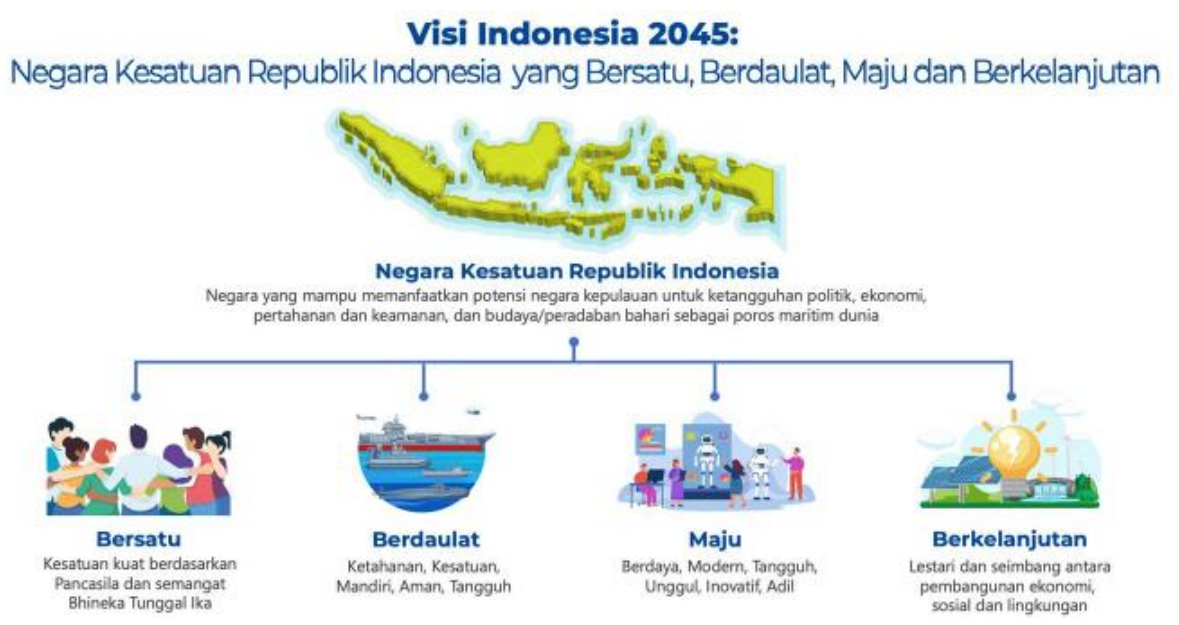 Visi Indonesia 2045:
Negara Kesatuan Republik Indonesia yang Bersatu, Berdaulat, Maju dan Berkelanjutan
Negara Kesatuan Republik Indonesia
Negara yang mampu memanfaatkan potensi negara kepulauan untuk ketangguhan politik, ekonomi,
pertahanan dan keamanan, dan budaya/peradaban bahari sebagai poros maritim dunia
Bersatu
Kesatuan kuat berdasarkan
Pancasila dan semangat
Bhineka Tunggal Ika
Berdaulat
Ketahanan, Kesatuan,
Mandiri, Aman, Tangguh
Maju
Berdaya, Modern, Tangguh,
Unggul, Inovatif, Adil
Berkelanjutan
Lestari dan seimbang antara
pembangunan ekonomi,
sosial dan lingkungan